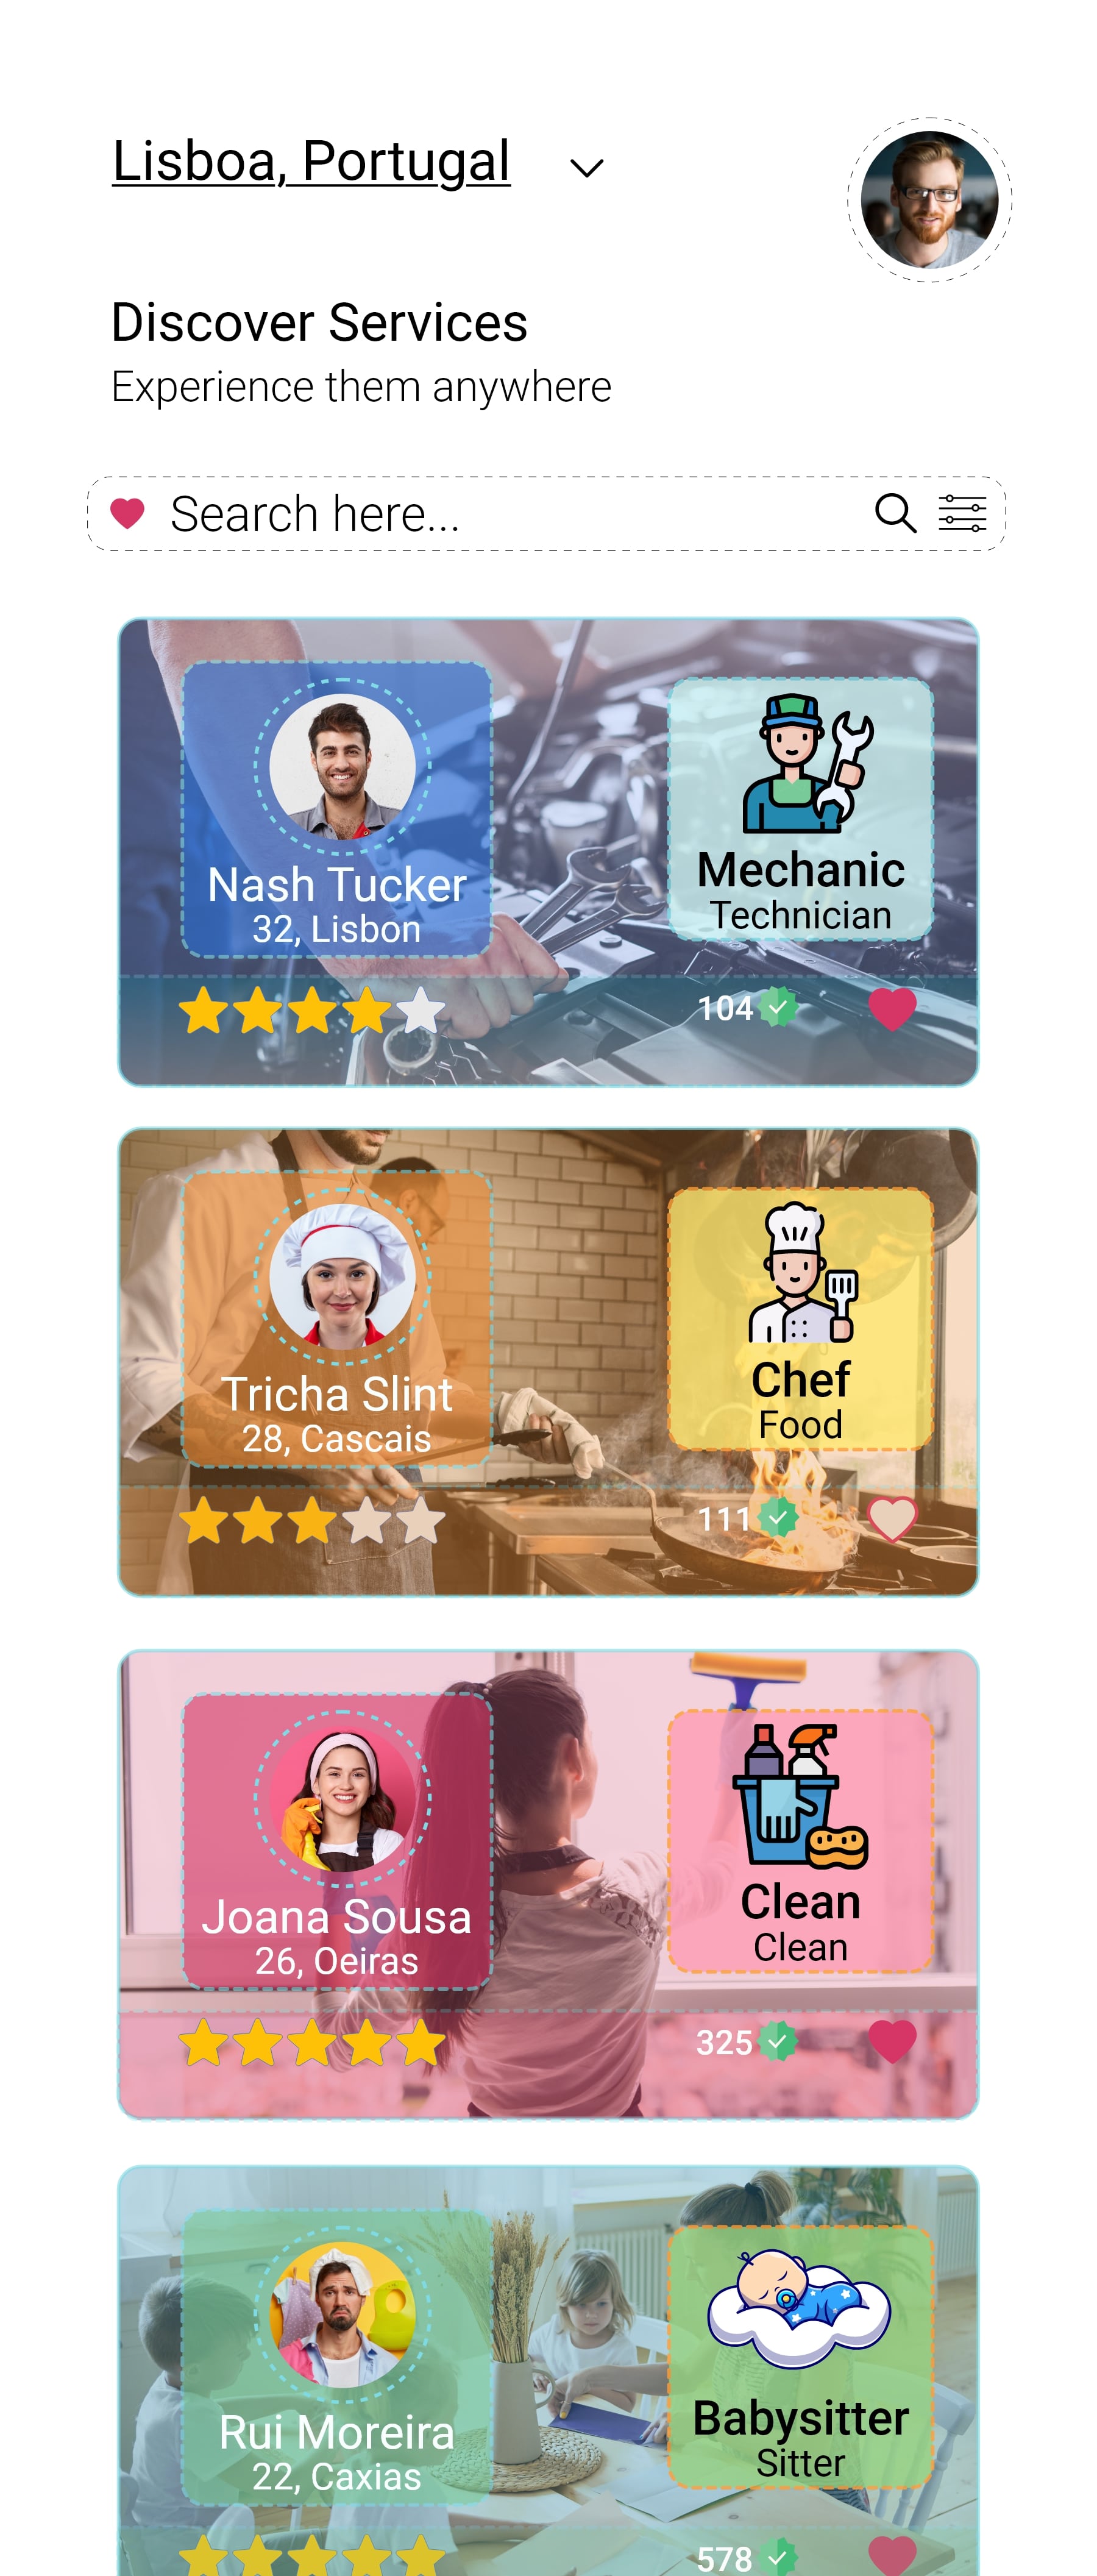 Lisboa, Portugal
Discover Services
Experience them anywhere
Search here...
Nash Tucker
32, Lisbon
Mechanic
Technician
104
Tricha Slint
28, Cascais
Chef
Food
111
Joana Sousa
26, Oeiras
Clean
Clean
325
Rui Moreira
22, Caxias
Babysitter
Sitter
578